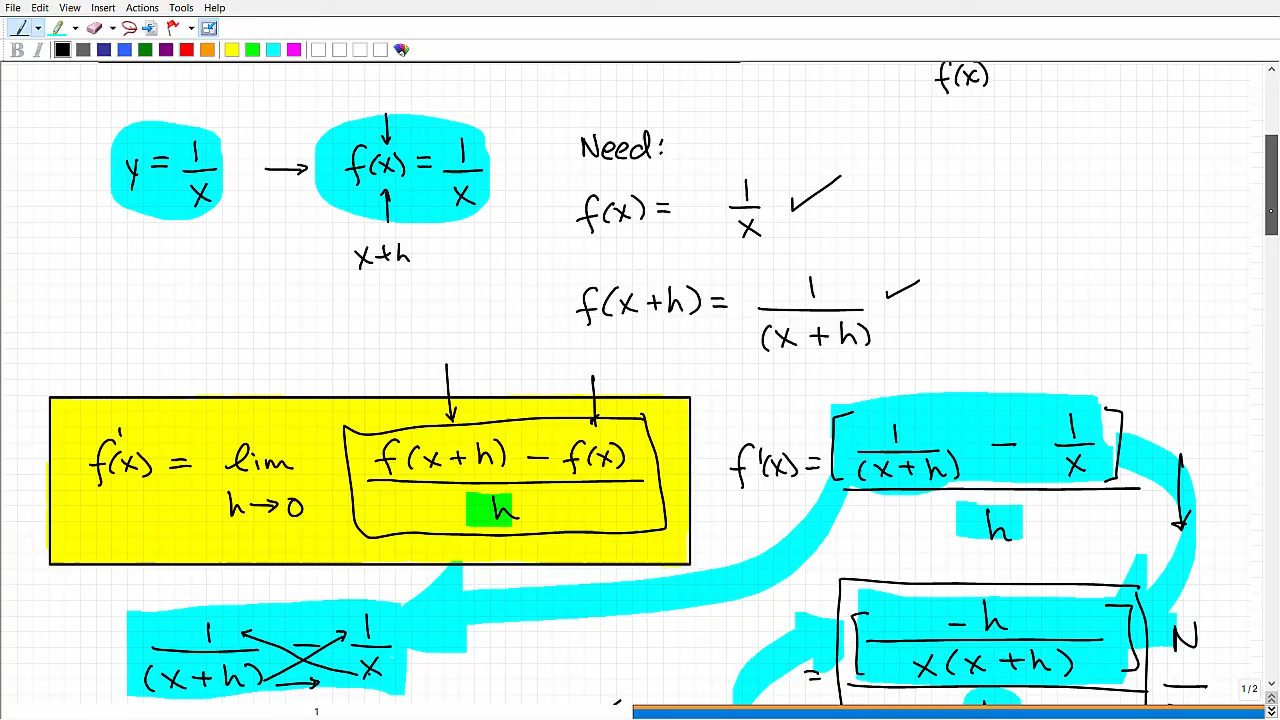 File Edit View Insert Actions Tools Help
B I
f(x)
y = 1/x → f(x) = 1/x
x+h
Need:
f(x) = 1/x ✓
f(x+h) = 1/(x+h) ✓
f'(x) = lim h→0 f(x+h) − f(x) / h
f'(x) = [1/(x+h) − 1/x] / h
1/(x+h) − 1/x
= [−h / x(x+h)] N
1
1/2